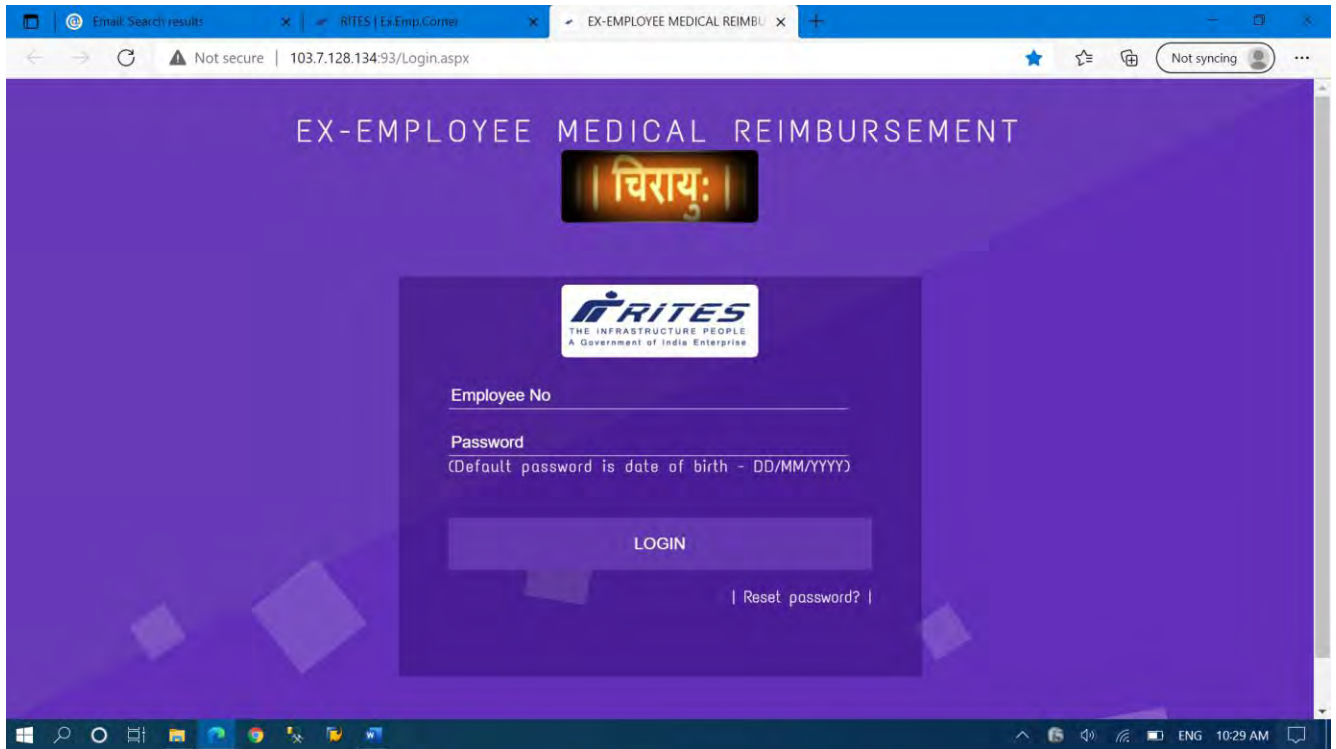 Email: Search results
RITES | Ex.Emp.Corner
EX-EMPLOYEE MEDICAL REIMBU
Not secure | 103.7.128.134:93/Login.aspx
Not syncing
EX-EMPLOYEE MEDICAL REIMBURSEMENT
| चिरायु: |
RITES
THE INFRASTRUCTURE PEOPLE
A Government of India Enterprise
Employee No
Password
(Default password is date of birth - DD/MM/YYYY)
LOGIN
| Reset password? |
ENG 10:29 AM